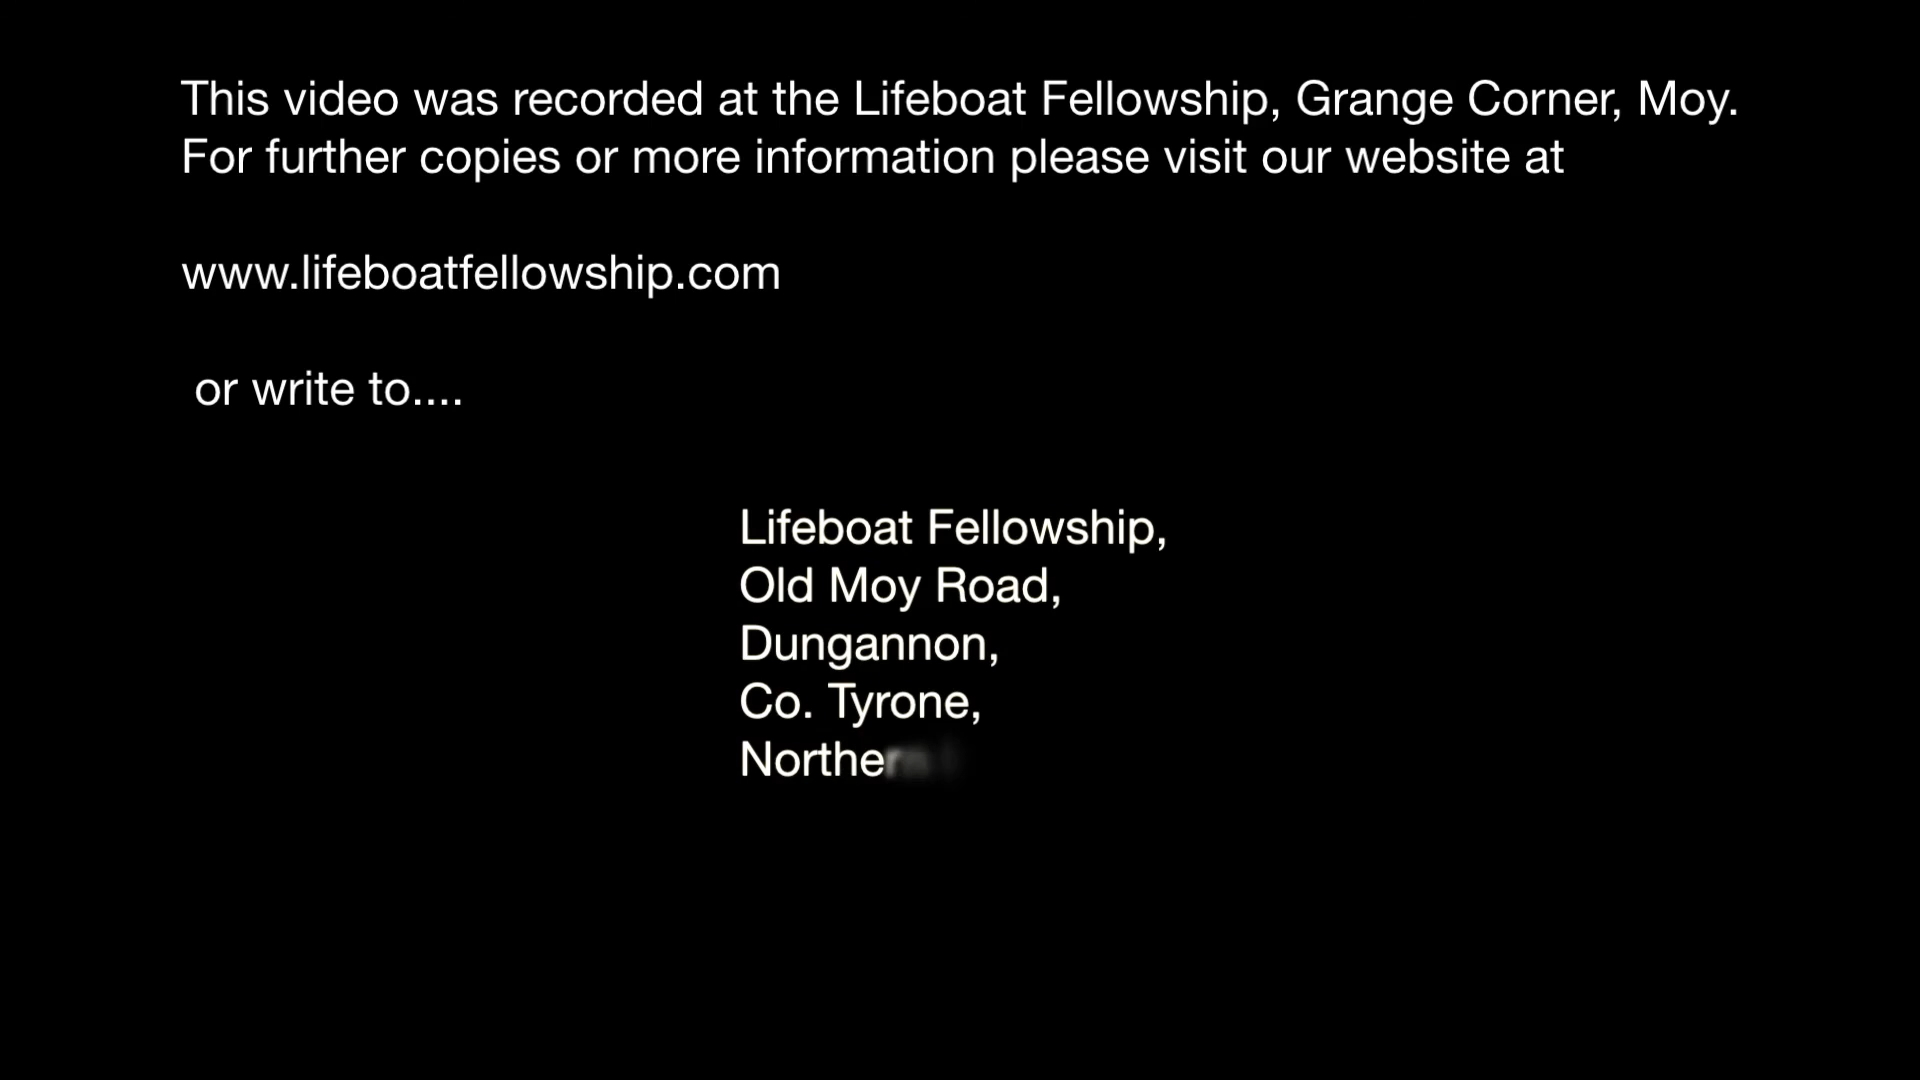 This video was recorded at the Lifeboat Fellowship, Grange Corner, Moy.
For further copies or more information please visit our website at
www.lifeboatfellowship.com
or write to....
Lifeboat Fellowship,
Old Moy Road,
Dungannon,
Co. Tyrone,
Northern